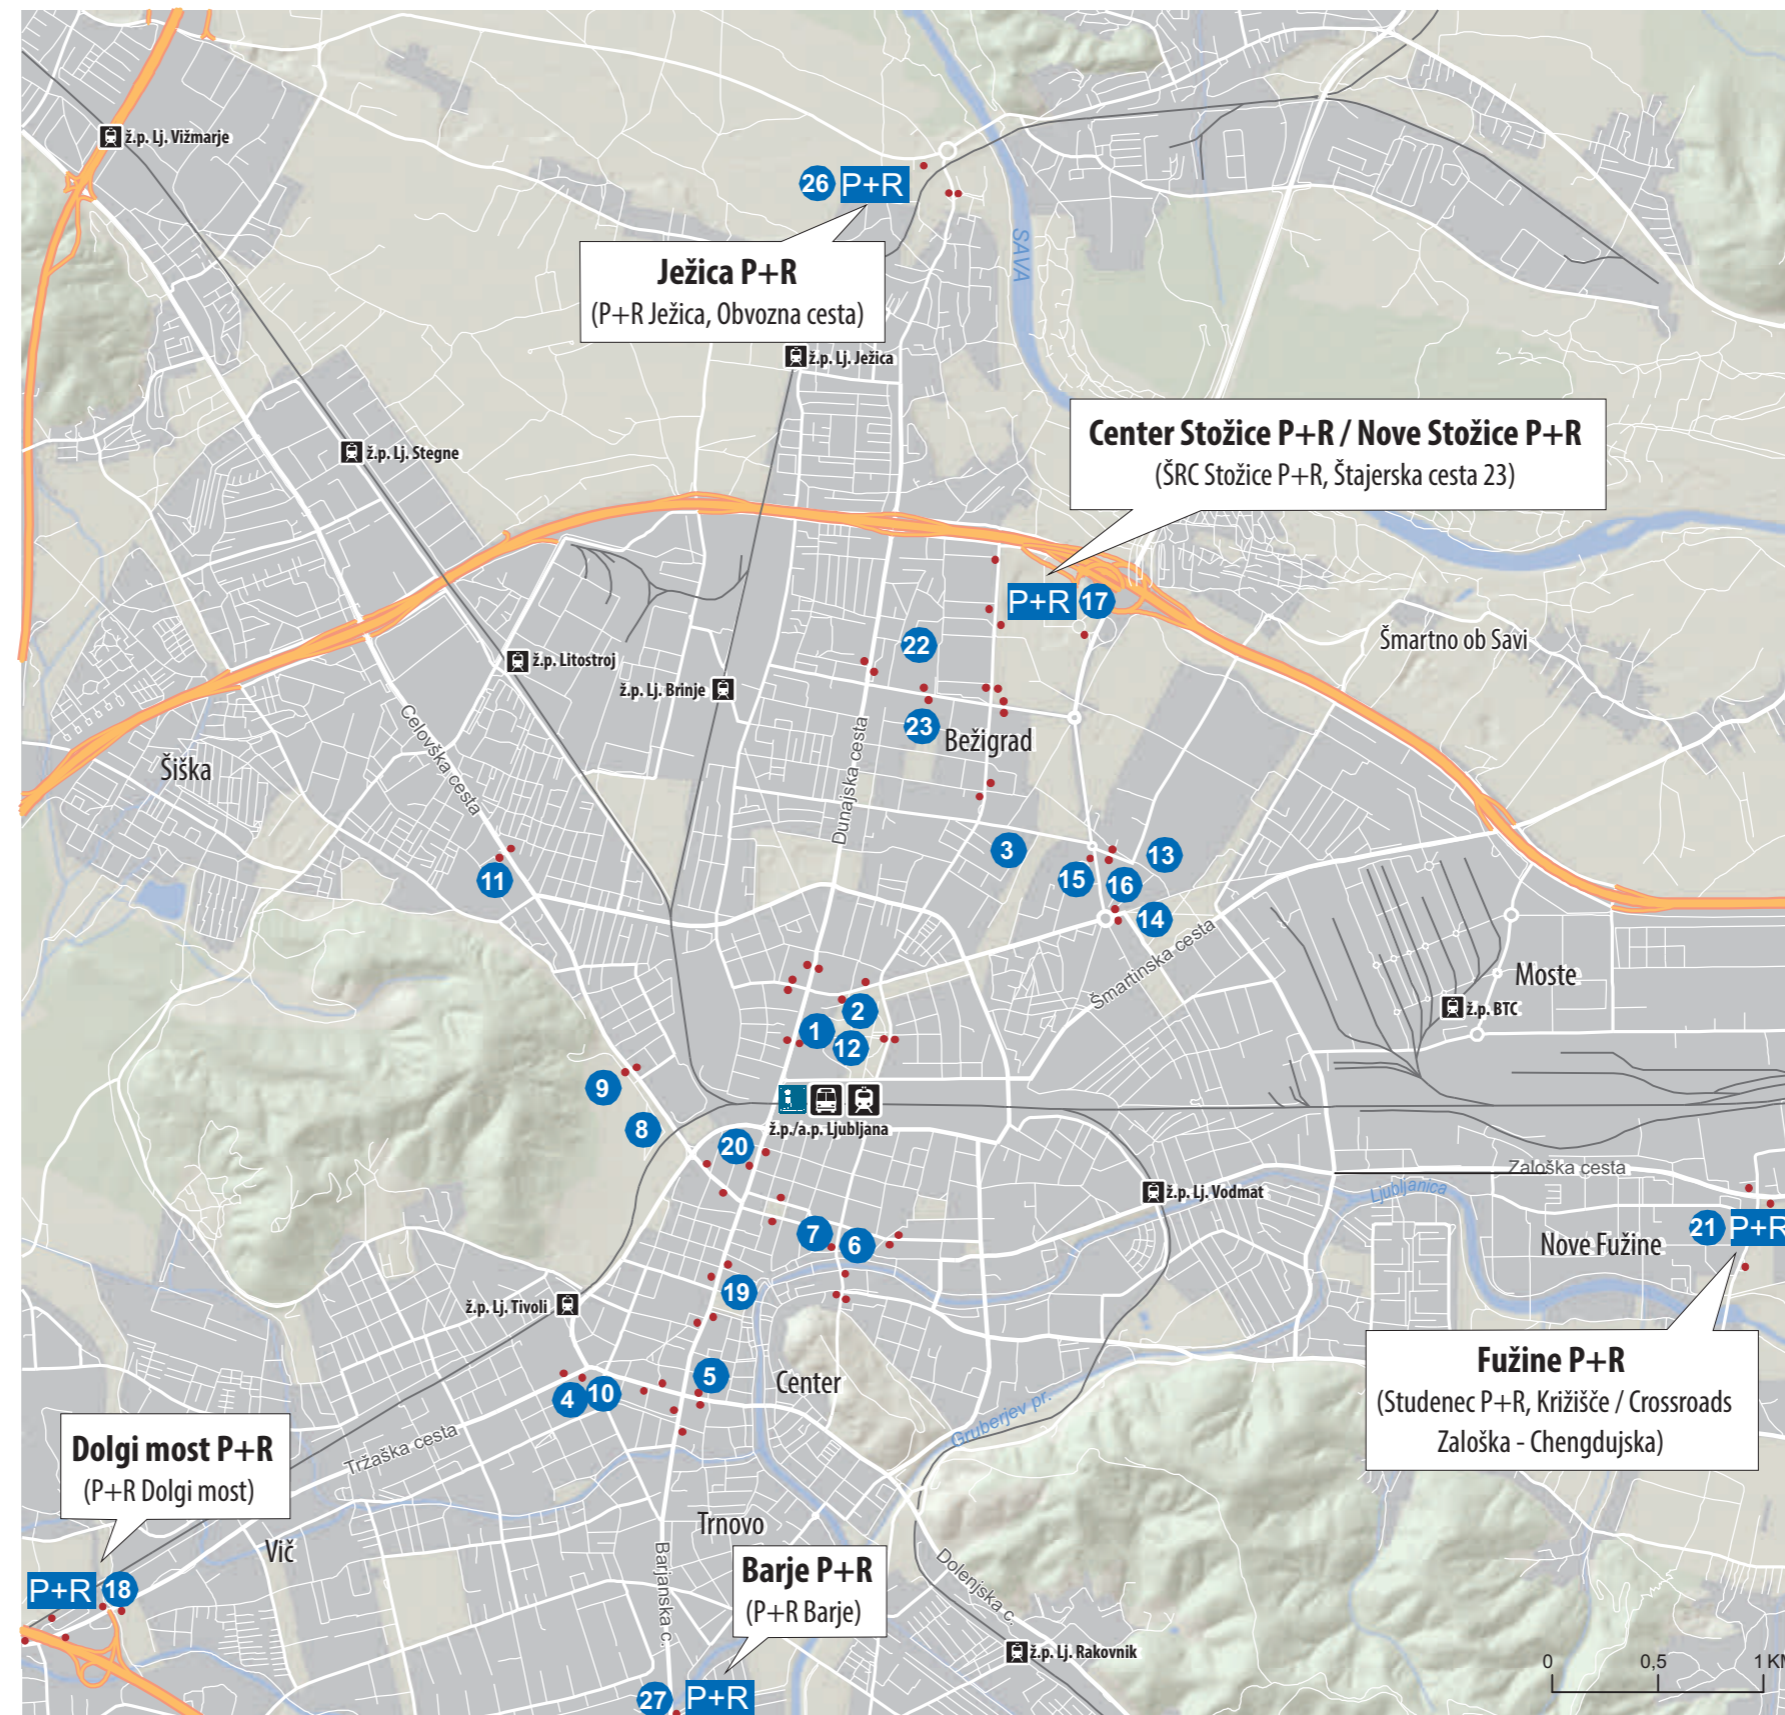 ž.p. Lj. Vižmarje
26
P+R
SAVA
Ježica P+R
(P+R Ježica, Obvozna cesta)
ž.p. Lj. Ježica
Center Stožice P+R / Nove Stožice P+R
(ŠRC Stožice P+R, Štajerska cesta 23)
ž.p. Lj. Stegne
P+R
17
Šmartno ob Savi
22
ž.p. Litostroj
ž.p. Lj. Brinje
23
Bežigrad
Celovška cesta
Dunajska cesta
Šiška
3
13
15
16
11
14
Šmartinska cesta
Moste
ž.p. BTC
2
1
12
9
8
ž.p./a.p. Ljubljana
20
Zaloška cesta
ž.p. Lj. Vodmat
Ljubljanica
7
6
21
P+R
Nove Fužine
19
ž.p. Lj. Tivoli
5
Center
4
10
Fužine P+R
(Studenec P+R, Križišče / Crossroads
Zaloška - Chengdujska)
Gruberjev pr.
Tržaška cesta
Dolgi most P+R
(P+R Dolgi most)
Trnovo
Vič
Barjanska c.
Dolenjska c.
Barje P+R
(P+R Barje)
P+R
18
ž.p. Lj. Rakovnik
0
0,5
1 KM
27
P+R